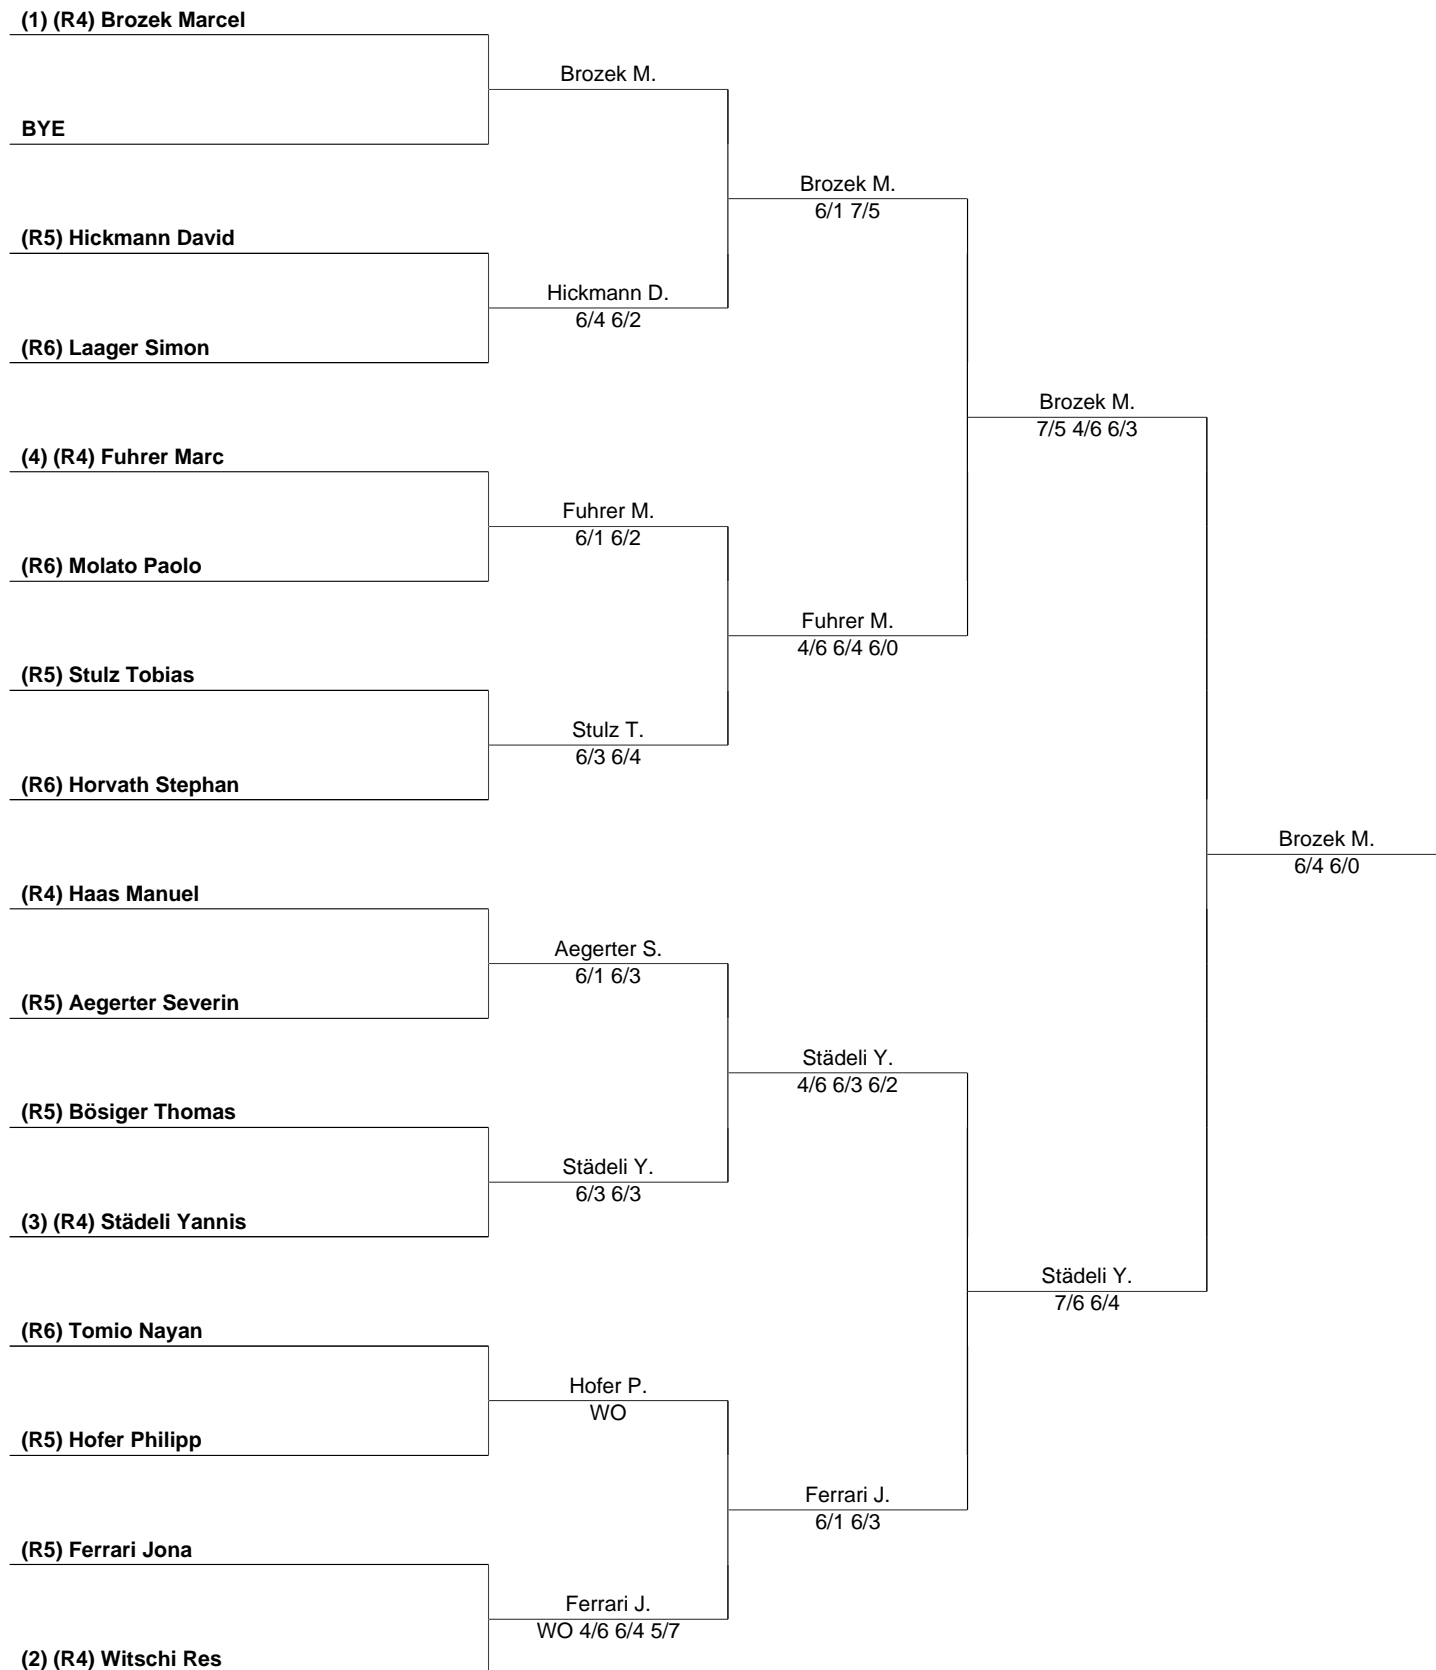 (1) (R4) Brozek Marcel
Brozek M.
BYE
Brozek M.
6/1 7/5
(R5) Hickmann David
Hickmann D.
6/4 6/2
(R6) Laager Simon
Brozek M.
7/5 4/6 6/3
(4) (R4) Fuhrer Marc
Fuhrer M.
6/1 6/2
(R6) Molato Paolo
Fuhrer M.
4/6 6/4 6/0
(R5) Stulz Tobias
Stulz T.
6/3 6/4
(R6) Horvath Stephan
Brozek M.
6/4 6/0
(R4) Haas Manuel
Aegerter S.
6/1 6/3
(R5) Aegerter Severin
Städeli Y.
4/6 6/3 6/2
(R5) Bösiger Thomas
Städeli Y.
6/3 6/3
(3) (R4) Städeli Yannis
Städeli Y.
7/6 6/4
(R6) Tomio Nayan
Hofer P.
WO
(R5) Hofer Philipp
Ferrari J.
6/1 6/3
(R5) Ferrari Jona
Ferrari J.
WO 4/6 6/4 5/7
(2) (R4) Witschi Res